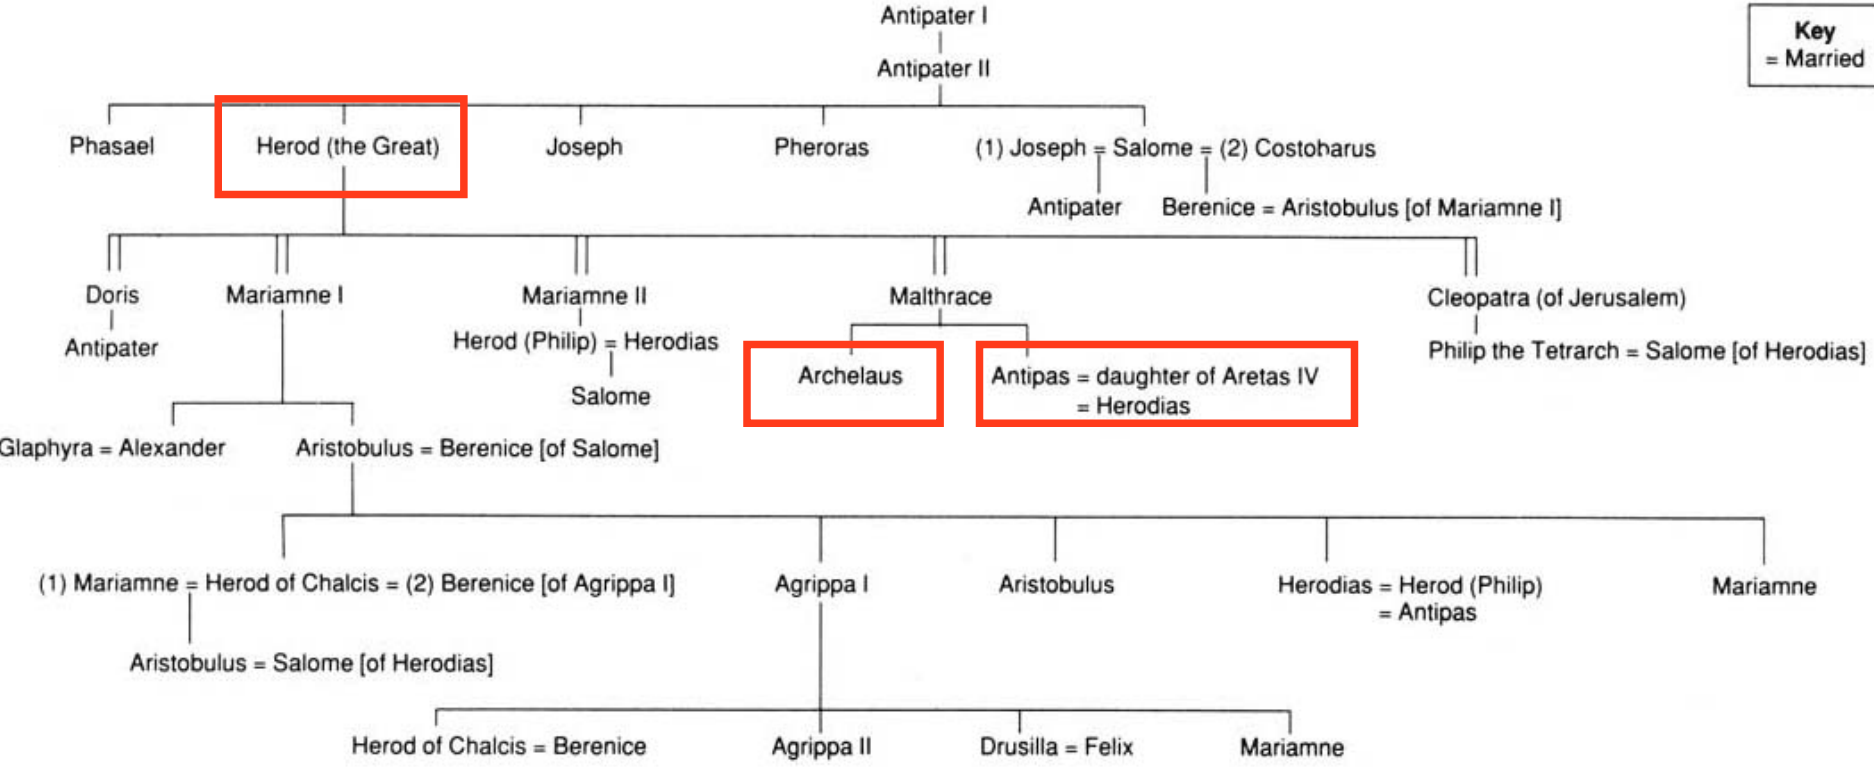 Antipater I
Key
= Married
Antipater II
Phasael
Herod (the Great)
Joseph
Pheroras
(1) Joseph = Salome = (2) Costobarus
Antipater
Berenice = Aristobulus [of Mariamne I]
Doris
Mariamne I
Mariamne II
Malthrace
Cleopatra (of Jerusalem)
Antipater
Herod (Philip) = Herodias
Philip the Tetrarch = Salome [of Herodias]
Salome
Archelaus
Antipas = daughter of Aretas IV
= Herodias
Glaphyra = Alexander
Aristobulus = Berenice [of Salome]
(1) Mariamne = Herod of Chalcis = (2) Berenice [of Agrippa I]
Agrippa I
Aristobulus
Herodias = Herod (Philip)
= Antipas
Mariamne
Aristobulus = Salome [of Herodias]
Herod of Chalcis = Berenice
Agrippa II
Drusilla = Felix
Mariamne